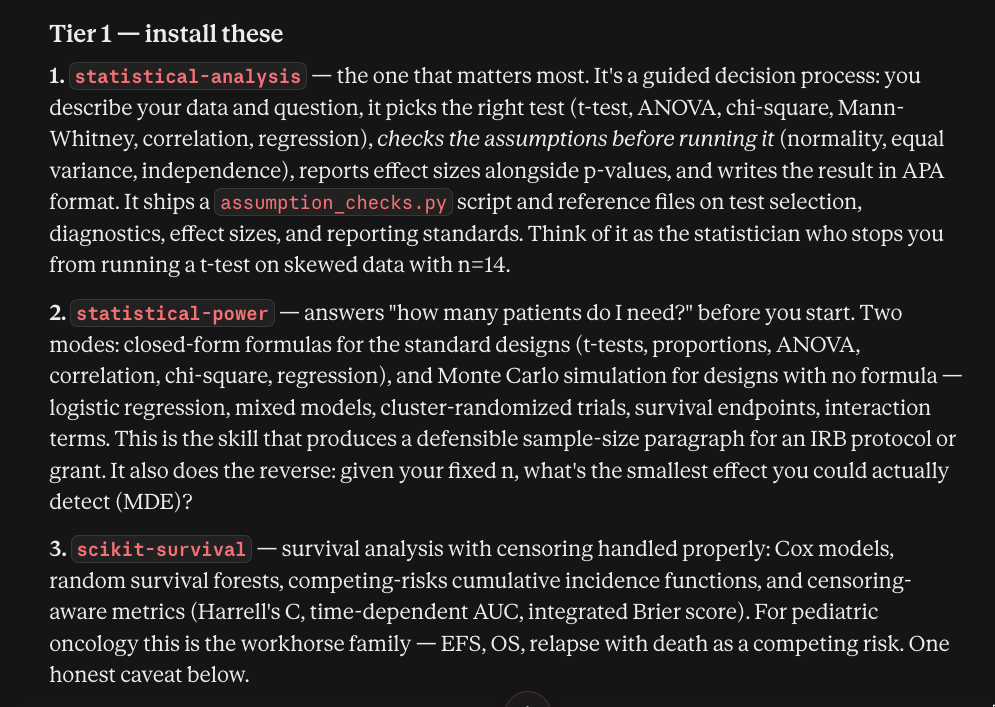 Tier 1 — install these
1. statistical-analysis — the one that matters most. It's a guided decision process: you
describe your data and question, it picks the right test (t-test, ANOVA, chi-square, Mann-
Whitney, correlation, regression), checks the assumptions before running it (normality, equal
variance, independence), reports effect sizes alongside p-values, and writes the result in APA
format. It ships a assumption_checks.py script and reference files on test selection,
diagnostics, effect sizes, and reporting standards. Think of it as the statistician who stops you
from running a t-test on skewed data with n=14.
2. statistical-power — answers "how many patients do I need?" before you start. Two
modes: closed-form formulas for the standard designs (t-tests, proportions, ANOVA,
correlation, chi-square, regression), and Monte Carlo simulation for designs with no formula —
logistic regression, mixed models, cluster-randomized trials, survival endpoints, interaction
terms. This is the skill that produces a defensible sample-size paragraph for an IRB protocol or
grant. It also does the reverse: given your fixed n, what's the smallest effect you could actually
detect (MDE)?
3. scikit-survival — survival analysis with censoring handled properly: Cox models,
random survival forests, competing-risks cumulative incidence functions, and censoring-
aware metrics (Harrell's C, time-dependent AUC, integrated Brier score). For pediatric
oncology this is the workhorse family — EFS, OS, relapse with death as a competing risk. One
honest caveat below.